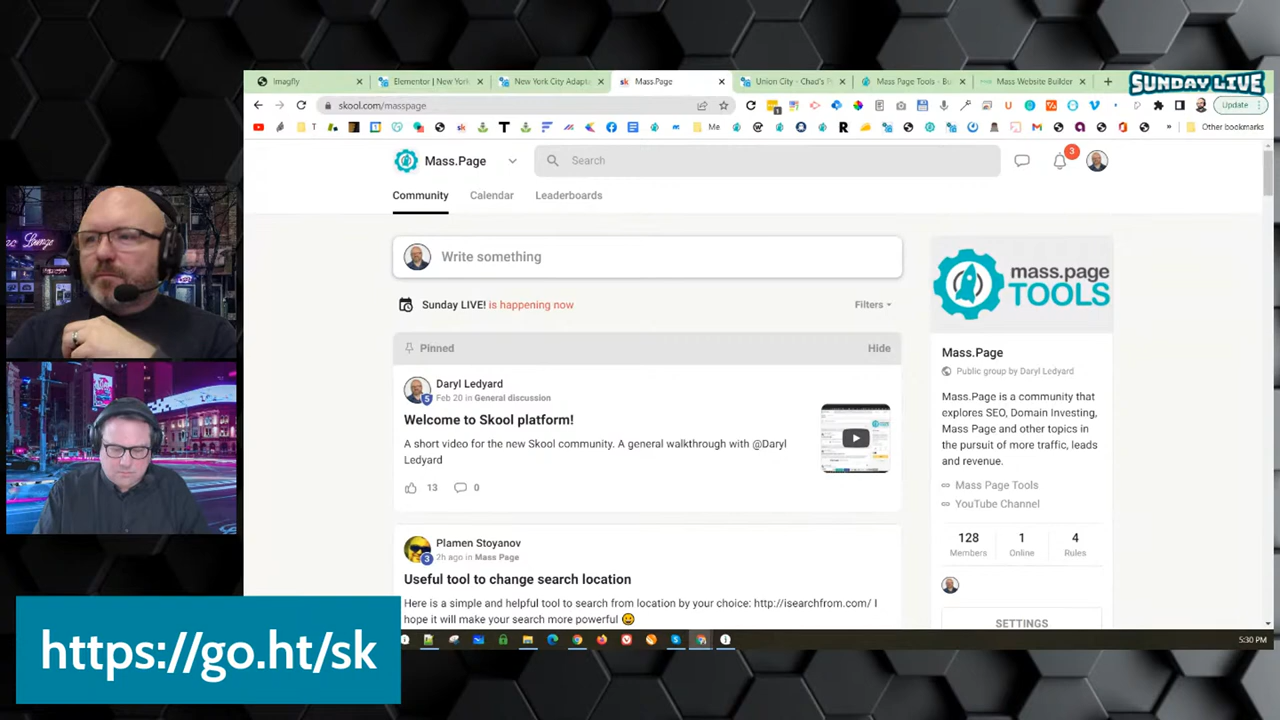 Imagfly
Elementor | New York
New York City Adapta
sk Mass.Page
Union City - Chad's P
Mass Page Tools - Bu
Mass Website Builder
SUNDAY LIVE
skool.com/masspage
Update
Me
Other bookmarks
Mass.Page
Search
3
Community
Calendar
Leaderboards
Write something
Sunday LIVE! is happening now
Filters
Pinned
Hide
Daryl Ledyard
5
Feb 20 in General discussion
Welcome to Skool platform!
A short video for the new Skool community. A general walkthrough with @Daryl
Ledyard
13
0
Plamen Stoyanov
3
2h ago in Mass Page
Useful tool to change search location
Here is a simple and helpful tool to search from location by your choice: http://isearchfrom.com/ I
hope it will make your search more powerful
mass.page
TOOLS
Mass.Page
Public group by Daryl Ledyard
Mass.Page is a community that
explores SEO, Domain Investing,
Mass Page and other topics in
the pursuit of more traffic, leads
and revenue.
Mass Page Tools
YouTube Channel
128
Members
1
Online
4
Rules
SETTINGS
5:30 PM
https://go.ht/sk